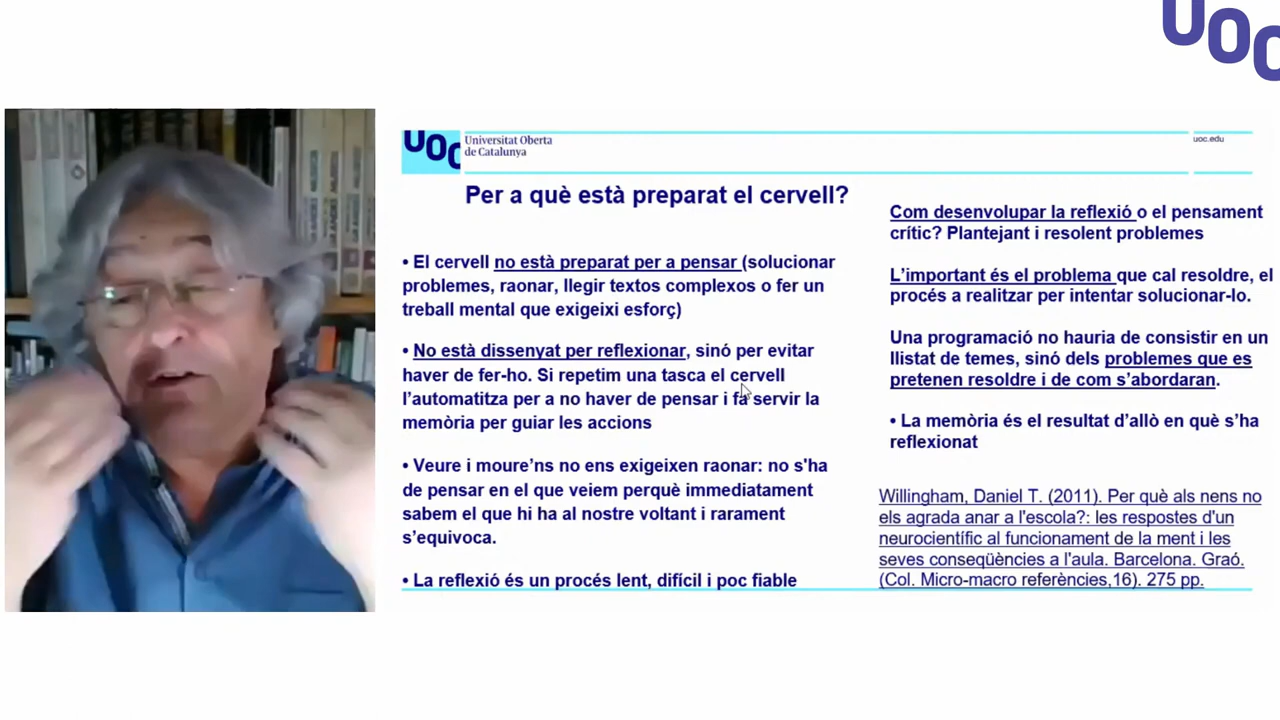 UOC
UOC
Universitat Oberta
de Catalunya
uoc.edu
Per a què està preparat el cervell?
• El cervell no està preparat per a pensar (solucionar
problemes, raonar, llegir textos complexos o fer un
treball mental que exigeixi esforç)
• No està dissenyat per reflexionar, sinó per evitar
haver de fer-ho. Si repetim una tasca el cervell
l’automatitza per a no haver de pensar i fa servir la
memòria per guiar les accions
• Veure i moure’ns no ens exigeixen raonar: no s'ha
de pensar en el que veiem perquè immediatament
sabem el que hi ha al nostre voltant i rarament
s’equivoca.
• La reflexió és un procés lent, difícil i poc fiable
Com desenvolupar la reflexió o el pensament
crític? Plantejant i resolent problemes
L’important és el problema que cal resoldre, el
procés a realitzar per intentar solucionar-lo.
Una programació no hauria de consistir en un
llistat de temes, sinó dels problemes que es
pretenen resoldre i de com s’abordaran.
• La memòria és el resultat d’allò en què s’ha
reflexionat
Willingham, Daniel T. (2011). Per què als nens no
els agrada anar a l'escola?: les respostes d'un
neurocientífic al funcionament de la ment i les
seves conseqüències a l'aula. Barcelona. Graó.
(Col. Micro-macro referències,16). 275 pp.